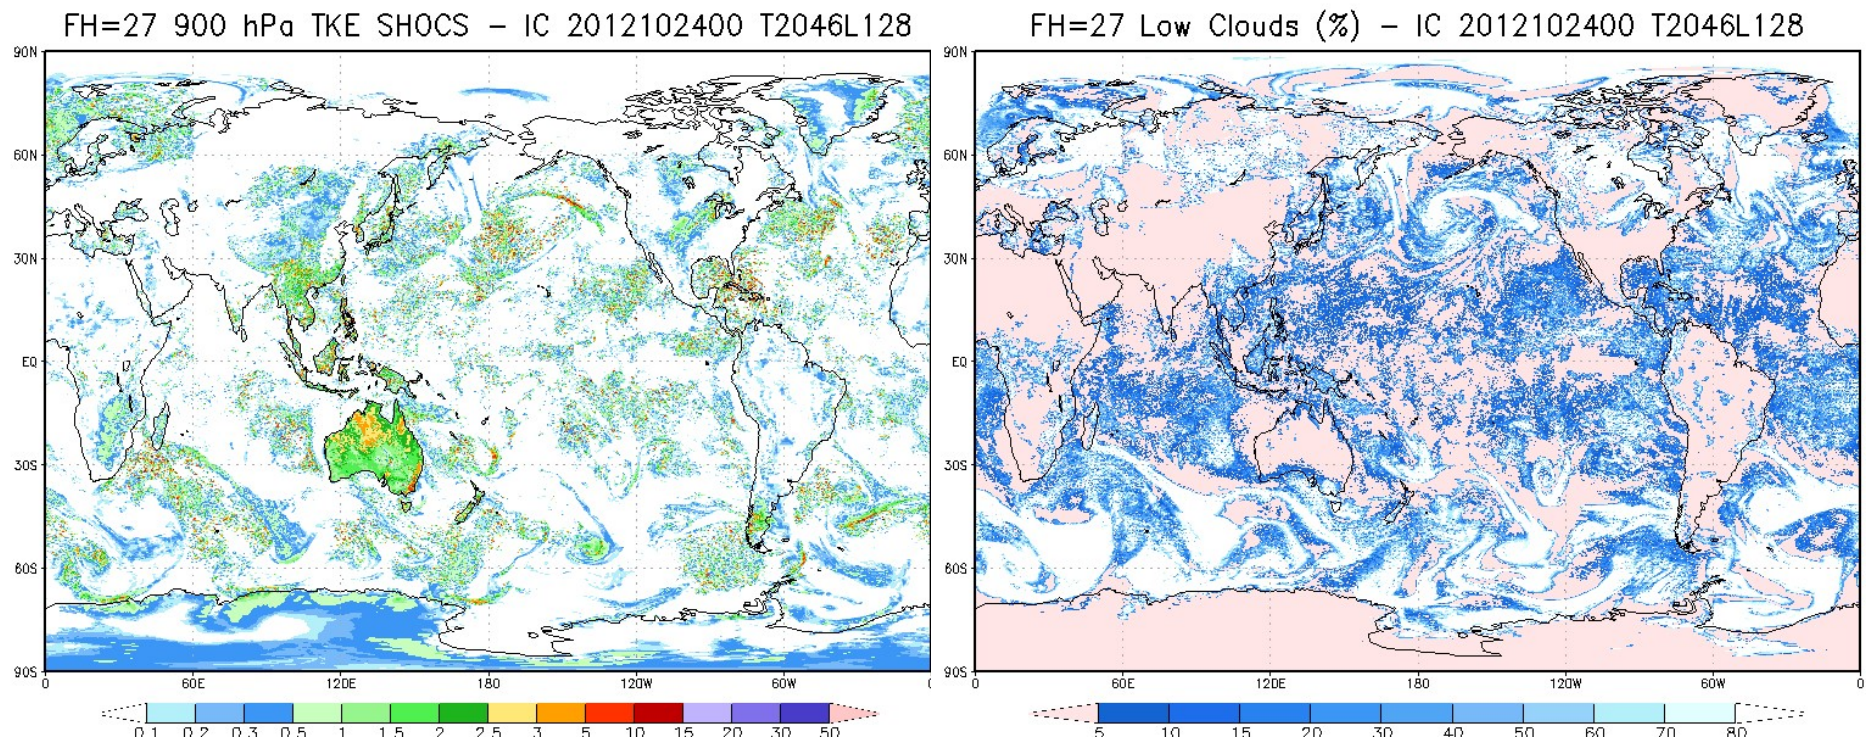 FH=27 900 hPa TKE SHOCS – IC 2012102400 T2046L128
90N
60N
30N
EQ
30S
60S
90S
0 60E 120E 180 120W 60W 0
0.1 0.2 0.3 0.5 1 1.5 2 2.5 3 5 10 15 20 30 50
FH=27 Low Clouds (%) – IC 2012102400 T2046L128
90N
60N
30N
EQ
30S
60S
90S
0 60E 120E 180 120W 60W 0
5 10 15 20 30 40 50 60 70 80